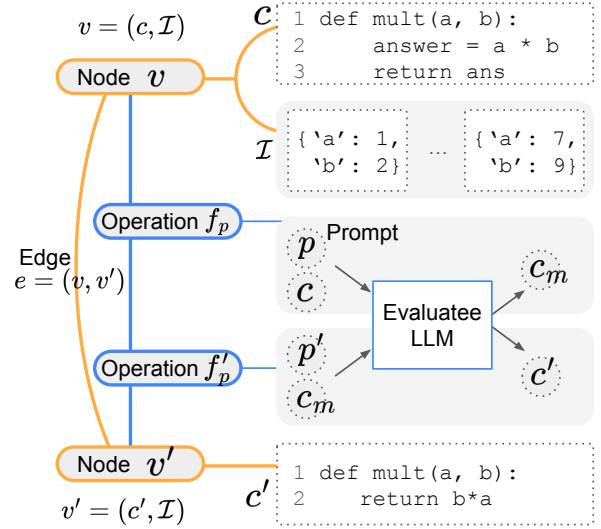 v = (c, I)
Node v
c
1 def mult(a, b):
2 answer = a * b
3 return ans
I
{‘a’: 1,
‘b’: 2}
...
{‘a’: 7,
‘b’: 9}
Operation f_p
Prompt
p
c
Edge
e = (v, v′)
Evaluatee
LLM
c_m
c′
Operation f′_p
p′
c_m
Node v′
v′ = (c′, I)
c′
1 def mult(a, b):
2 return b*a